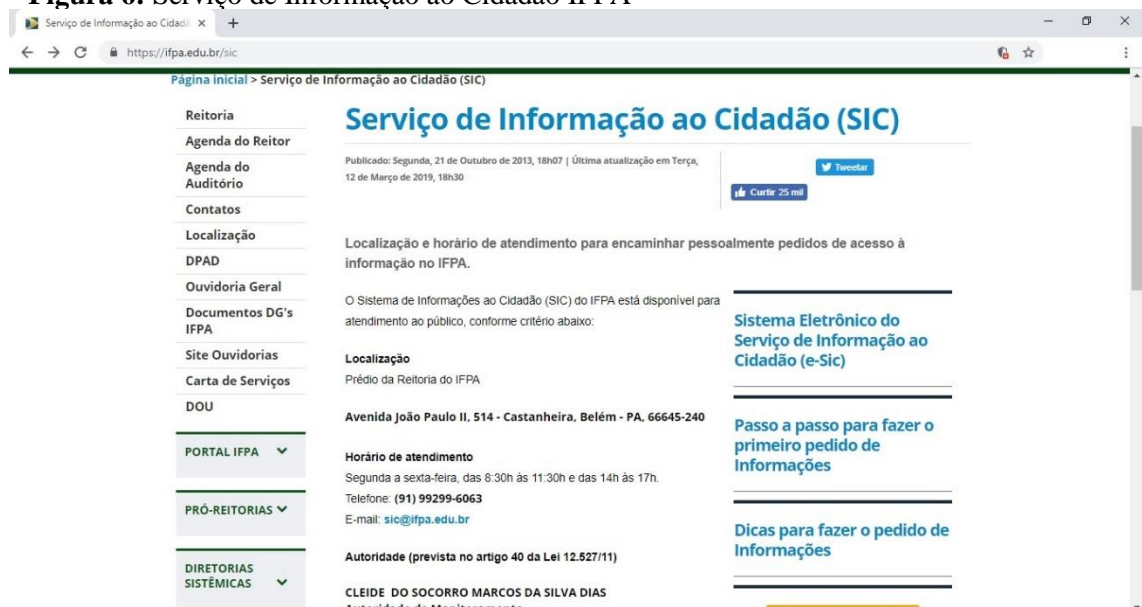 Figura 6: Serviço de Informação ao Cidadão IFPA
Serviço de Informação ao Cidadã
https://ifpa.edu.br/sic
Página inicial > Serviço de Informação ao Cidadão (SIC)
Reitoria
Agenda do Reitor
Agenda do
Auditório
Contatos
Localização
DPAD
Ouvidoria Geral
Documentos DG's
IFPA
Site Ouvidorias
Carta de Serviços
DOU
PORTAL IFPA
PRÓ-REITORIAS
DIRETORIAS
SISTÊMICAS
Serviço de Informação ao Cidadão (SIC)
Publicado: Segunda, 21 de Outubro de 2013, 18h07 | Última atualização em Terça,
12 de Março de 2019, 18h30
Tweetar
Curtir 25 mil
Localização e horário de atendimento para encaminhar pessoalmente pedidos de acesso à
informação no IFPA.
O Sistema de Informações ao Cidadão (SIC) do IFPA está disponível para
atendimento ao público, conforme critério abaixo:
Localização
Prédio da Reitoria do IFPA
Avenida João Paulo II, 514 - Castanheira, Belém - PA, 66645-240
Horário de atendimento
Segunda a sexta-feira, das 8:30h às 11:30h e das 14h às 17h.
Telefone: (91) 99299-6063
E-mail: sic@ifpa.edu.br
Autoridade (prevista no artigo 40 da Lei 12.527/11)
CLEIDE DO SOCORRO MARCOS DA SILVA DIAS
Autoridade de Monitoramento
Sistema Eletrônico do
Serviço de Informação ao
Cidadão (e-Sic)
Passo a passo para fazer o
primeiro pedido de
Informações
Dicas para fazer o pedido de
Informações